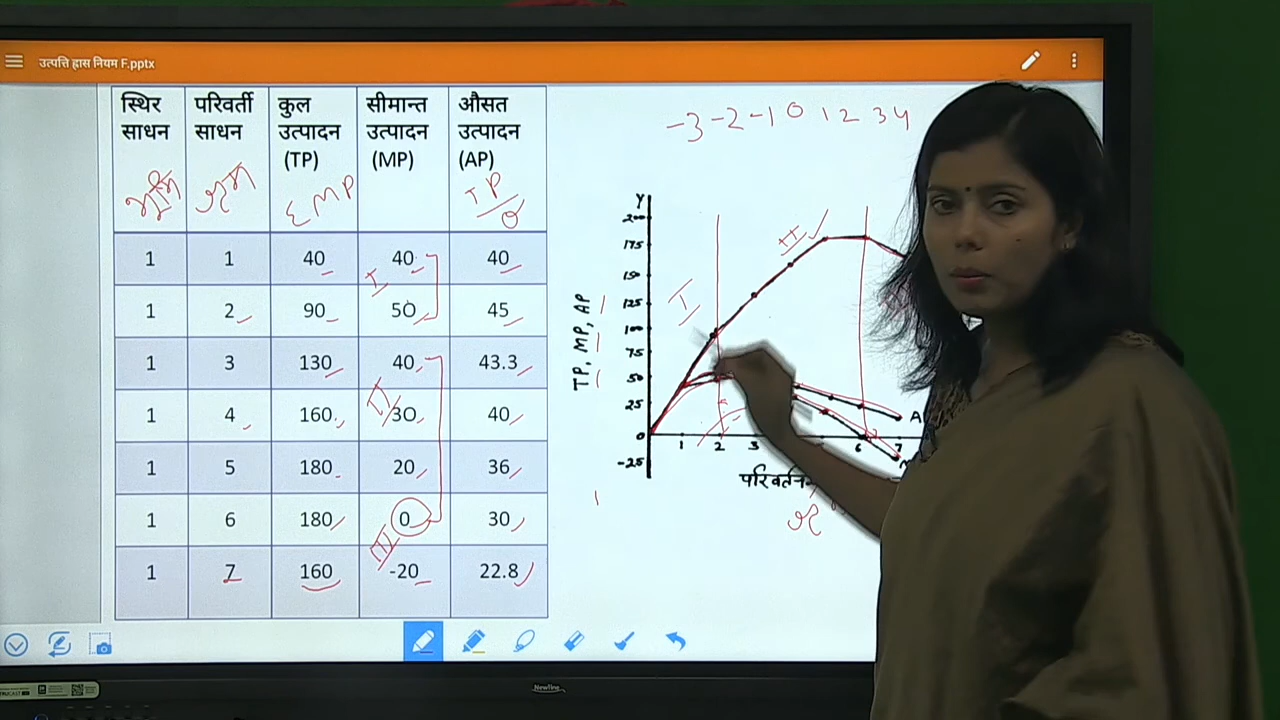 उत्पत्ति ह्रास नियम F.pptx
स्थिर साधन परिवर्ती साधन कुल उत्पादन (TP) सीमान्त उत्पादन (MP) औसत उत्पादन (AP)
भूमि श्रम ΣMP TP/Q
1 1 40 40 40
1 2 90 50 45
1 3 130 40 43.3
1 4 160 30 40
1 5 180 20 36
1 6 180 0 30
1 7 160 -20 22.8
I
II
III
-3 -2 -1 0 1 2 3 4
Y
200
175
150
125
100
75
50
25
0
-25
TP, MP, AP
I
II
1 2 3 6 7
A
परिवर्तन
Newline